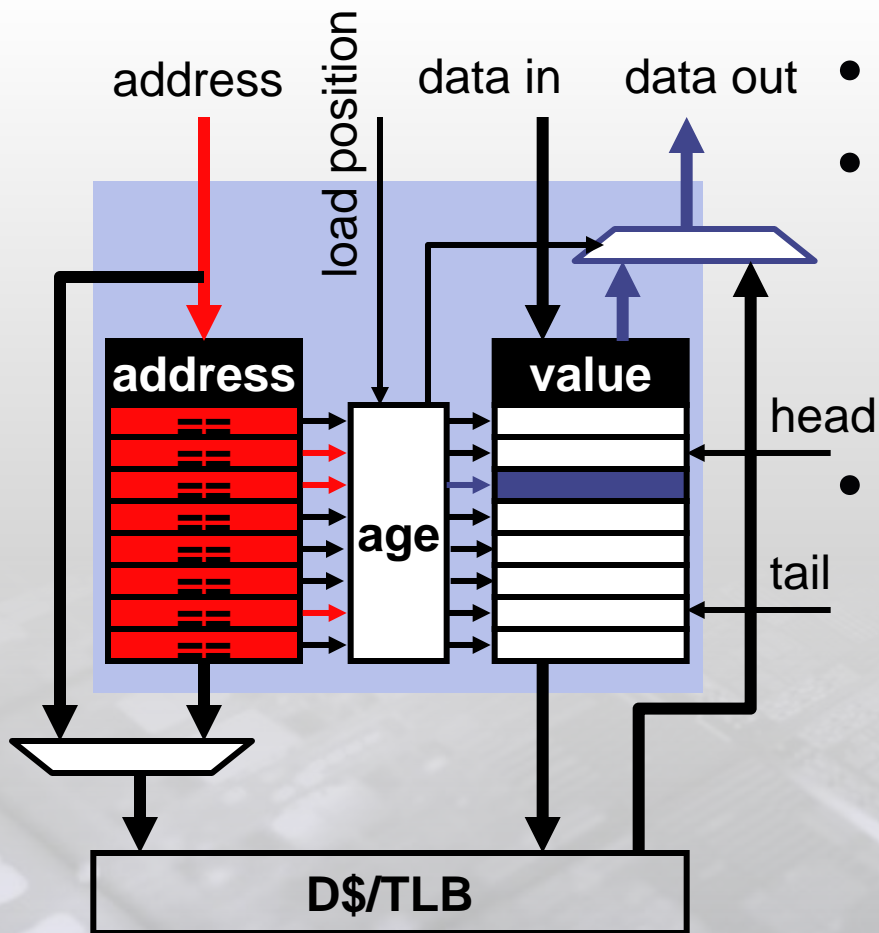 address
load position
data in
data out
•
•
address
value
head
•
age
tail
D$/TLB